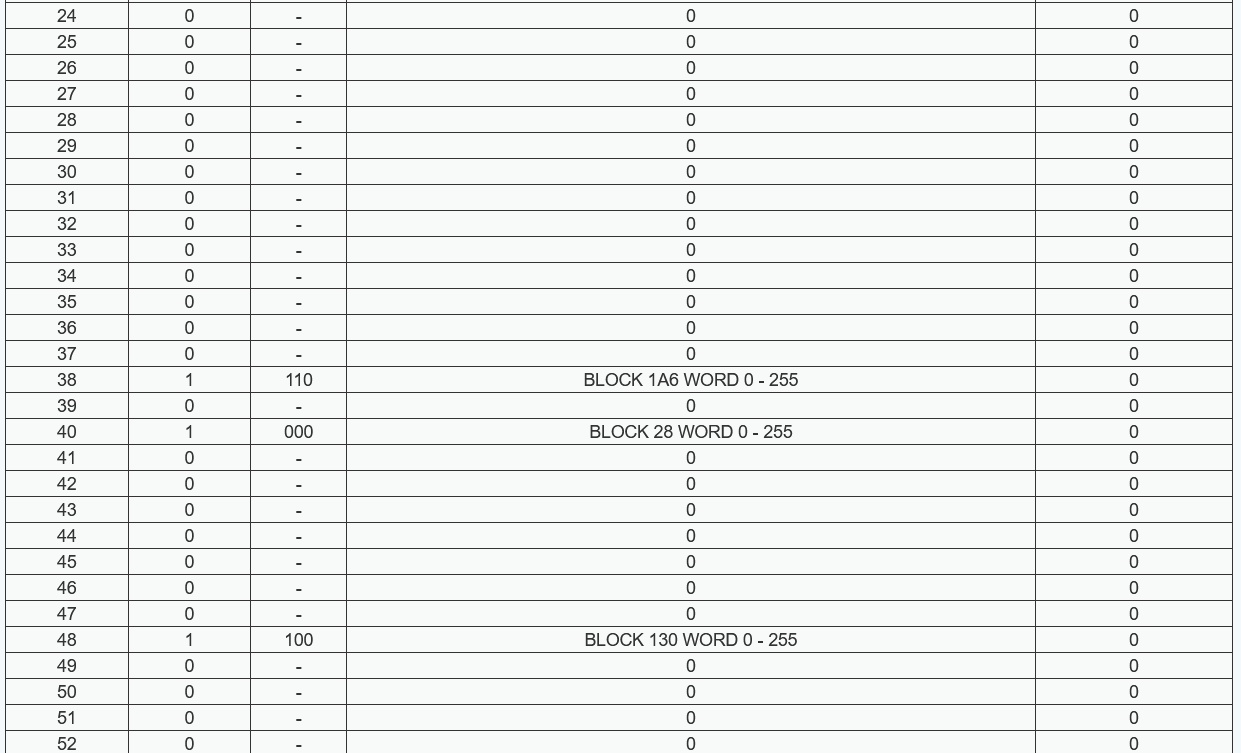 24 0 - 0 0
25 0 - 0 0
26 0 - 0 0
27 0 - 0 0
28 0 - 0 0
29 0 - 0 0
30 0 - 0 0
31 0 - 0 0
32 0 - 0 0
33 0 - 0 0
34 0 - 0 0
35 0 - 0 0
36 0 - 0 0
37 0 - 0 0
38 1 110 BLOCK 1A6 WORD 0 - 255 0
39 0 - 0 0
40 1 000 BLOCK 28 WORD 0 - 255 0
41 0 - 0 0
42 0 - 0 0
43 0 - 0 0
44 0 - 0 0
45 0 - 0 0
46 0 - 0 0
47 0 - 0 0
48 1 100 BLOCK 130 WORD 0 - 255 0
49 0 - 0 0
50 0 - 0 0
51 0 - 0 0
52 0 - 0 0